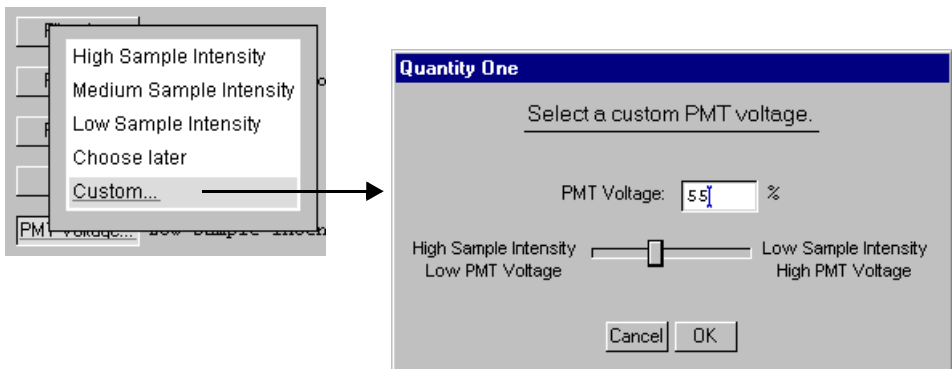 High Sample Intensity
Medium Sample Intensity
Low Sample Intensity
Choose later
Custom...
PMT Voltage...
Quantity One
Select a custom PMT voltage.
PMT Voltage: 55 %
High Sample Intensity
Low PMT Voltage
Low Sample Intensity
High PMT Voltage
Cancel OK